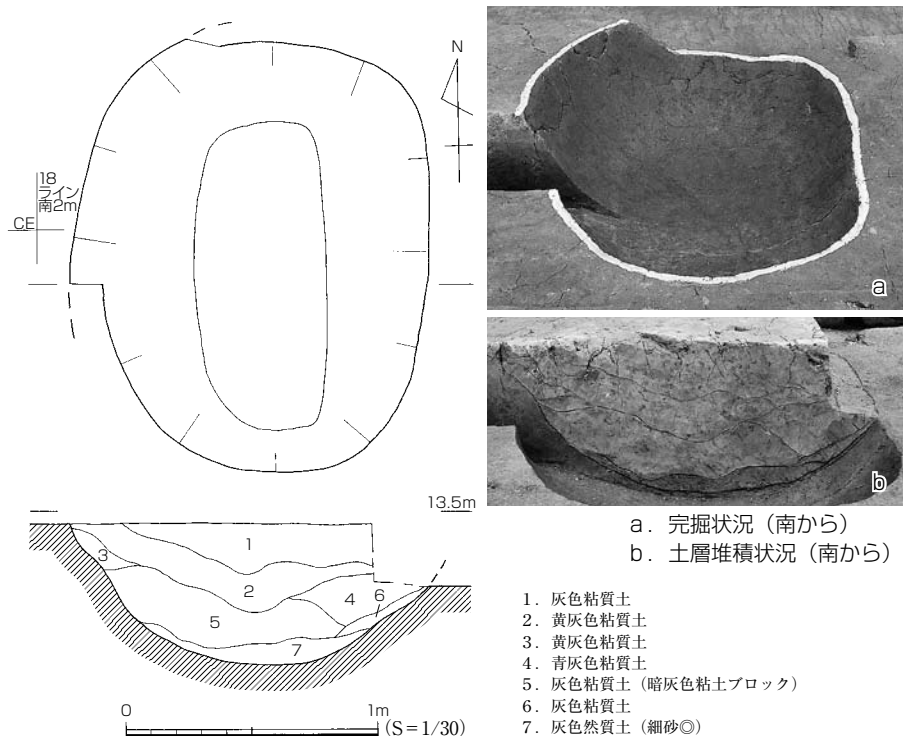 N
18
ライン
南2m
CE
a
b
13.5m
1
2
3
4
5
6
7
0
1m
(S=1/30)
a．完掘状況（南から）
b．土層堆積状況（南から）
1．灰色粘質土
2．黄灰色粘質土
3．黄灰色粘質土
4．青灰色粘質土
5．灰色粘質土（暗灰色粘土ブロック）
6．灰色粘質土
7．灰色然質土（細砂◎）